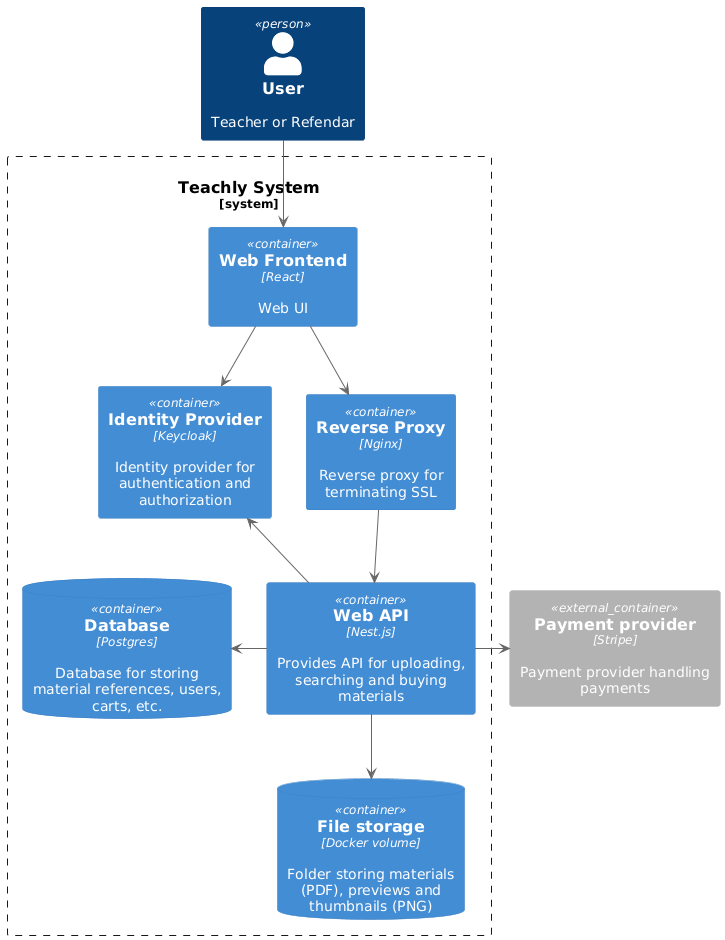 «person»
User
Teacher or Refendar
Teachly System
[system]
«container»
Web Frontend
[React]
Web UI
«container»
Identity Provider
[Keycloak]
Identity provider for
authentication and
authorization
«container»
Reverse Proxy
[Nginx]
Reverse proxy for
terminating SSL
«container»
Database
[Postgres]
Database for storing
material references, users,
carts, etc.
«container»
Web API
[Nest.js]
Provides API for uploading,
searching and buying
materials
«external_container»
Payment provider
[Stripe]
Payment provider handling
payments
«container»
File storage
[Docker volume]
Folder storing materials
(PDF), previews and
thumbnails (PNG)